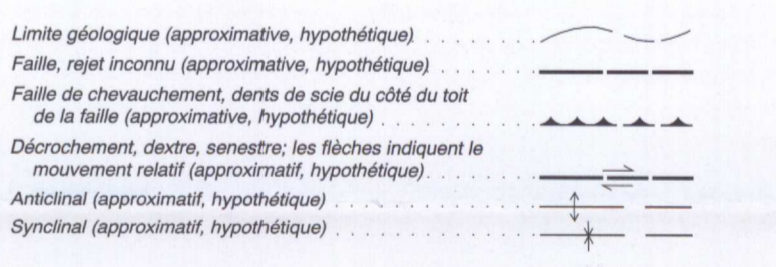 Limite géologique (approximative, hypothétique)
Faille, rejet inconnu (approximative, hypothétique)
Faille de chevauchement, dents de scie du côté du toit
de la faille (approximative, hypothétique)
Décrochement, dextre, senestre; les flèches indiquent le
mouvement relatif (approximatif, hypothétique)
Anticlinal (approximatif, hypothétique)
Synclinal (approximatif, hypothétique)